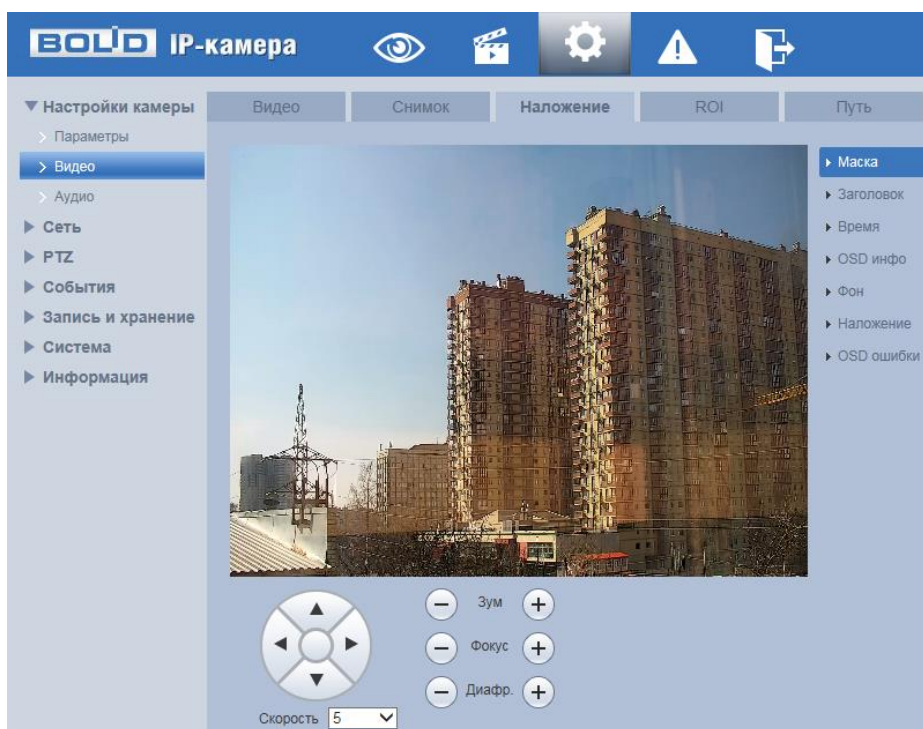 BOLID IP-камера
Настройки камеры
Параметры
Видео
Аудио
Сеть
PTZ
События
Запись и хранение
Система
Информация
Видео
Снимок
Наложение
ROI
Путь
Маска
Заголовок
Время
OSD инфо
Фон
Наложение
OSD ошибки
Зум
Фокус
Диафр.
Скорость 5